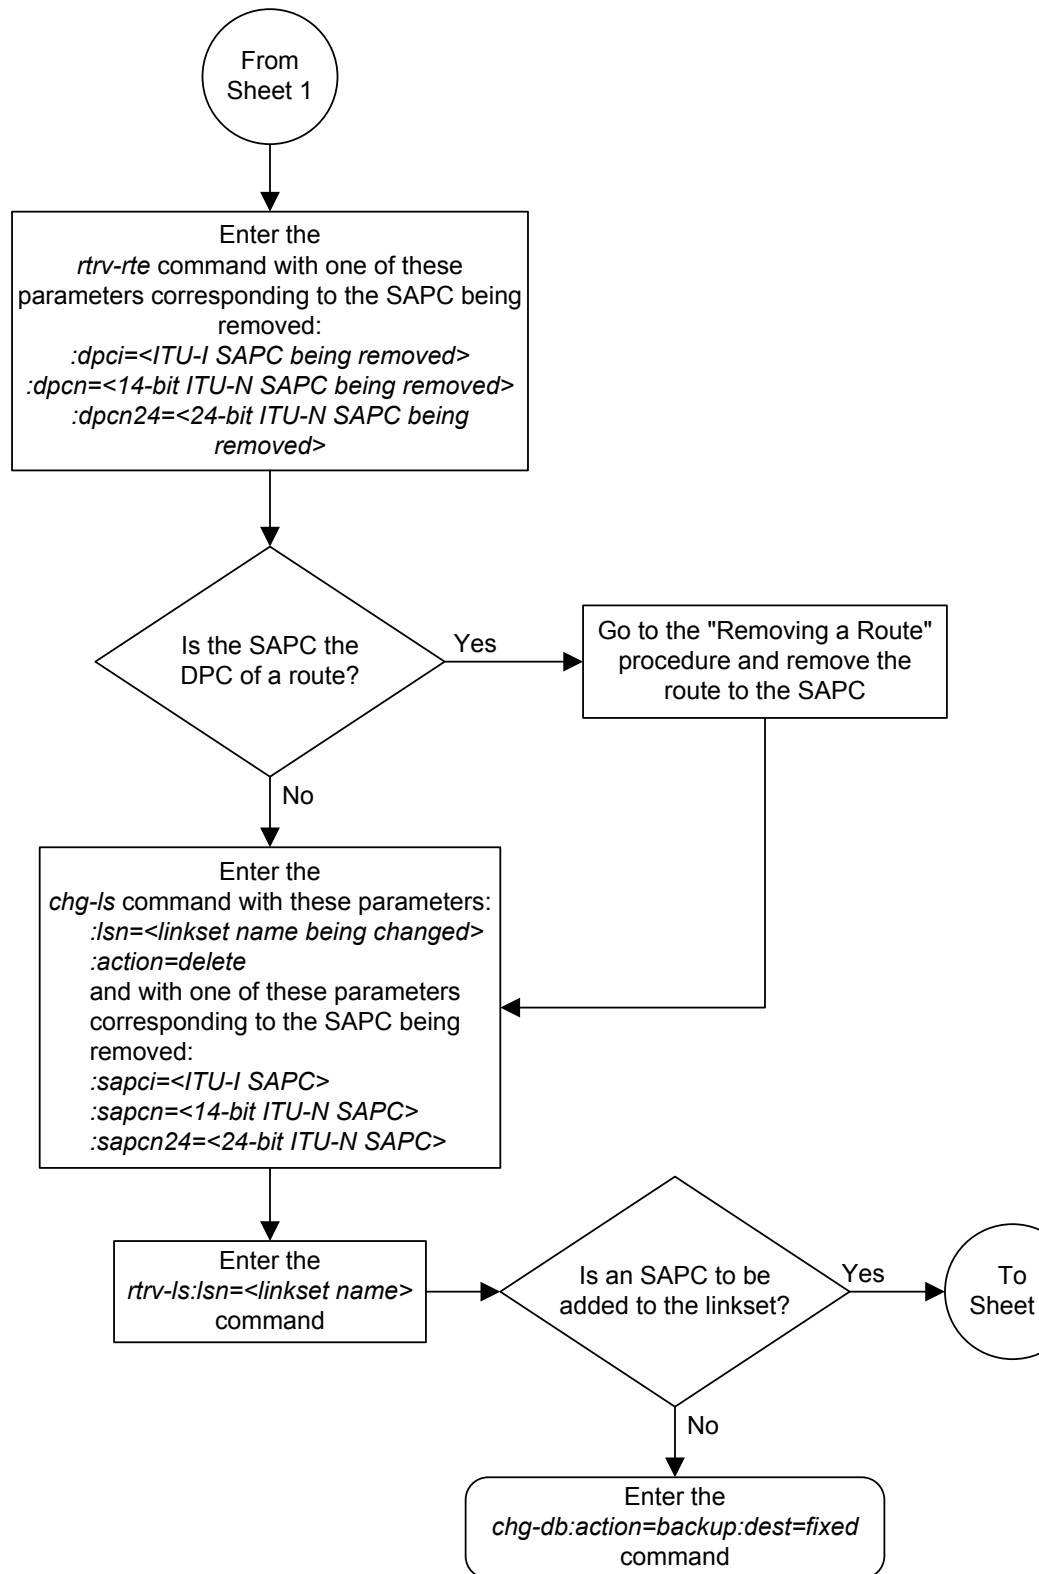 From
Sheet 1
Enter the
rtrv-rte command with one of these
parameters corresponding to the SAPC being
removed:
:dpci=<ITU-I SAPC being removed>
:dpcn=<14-bit ITU-N SAPC being removed>
:dpcn24=<24-bit ITU-N SAPC being
removed>
Is the SAPC the
DPC of a route?
Yes
Go to the "Removing a Route"
procedure and remove the
route to the SAPC
No
Enter the
chg-ls command with these parameters:
:lsn=<linkset name being changed>
:action=delete
and with one of these parameters
corresponding to the SAPC being
removed:
:sapci=<ITU-I SAPC>
:sapcn=<14-bit ITU-N SAPC>
:sapcn24=<24-bit ITU-N SAPC>
Enter the
rtrv-ls:lsn=<linkset name>
command
Is an SAPC to be
added to the linkset?
Yes
To
Sheet
No
Enter the
chg-db:action=backup:dest=fixed
command